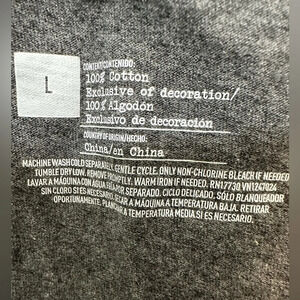 L
CONTENT/CONTENIDO:
100% Cotton
Exclusive of decoration/
100% Algodón
Exclusivo de decoración
COUNTRY OF ORIGIN/HECHO:
China/en China
MACHINE WASH COLD SEPARATELY, GENTLE CYCLE. ONLY NON-CHLORINE BLEACH IF NEEDED.
TUMBLE DRY LOW. REMOVE PROMPTLY. WARM IRON IF NEEDED. RN17730 VN1247024
LAVAR A MÁQUINA CON AGUA FRÍA POR SEPARADO. CICLO DELICADO. SÓLO BLANQUEADOR
SIN CLORO SI ES NECESARIO. SECAR A MÁQUINA A TEMPERATURA BAJA. RETIRAR
OPORTUNAMENTE. PLANCHAR A TEMPERATURA MEDIA SI ES NECESARIO.